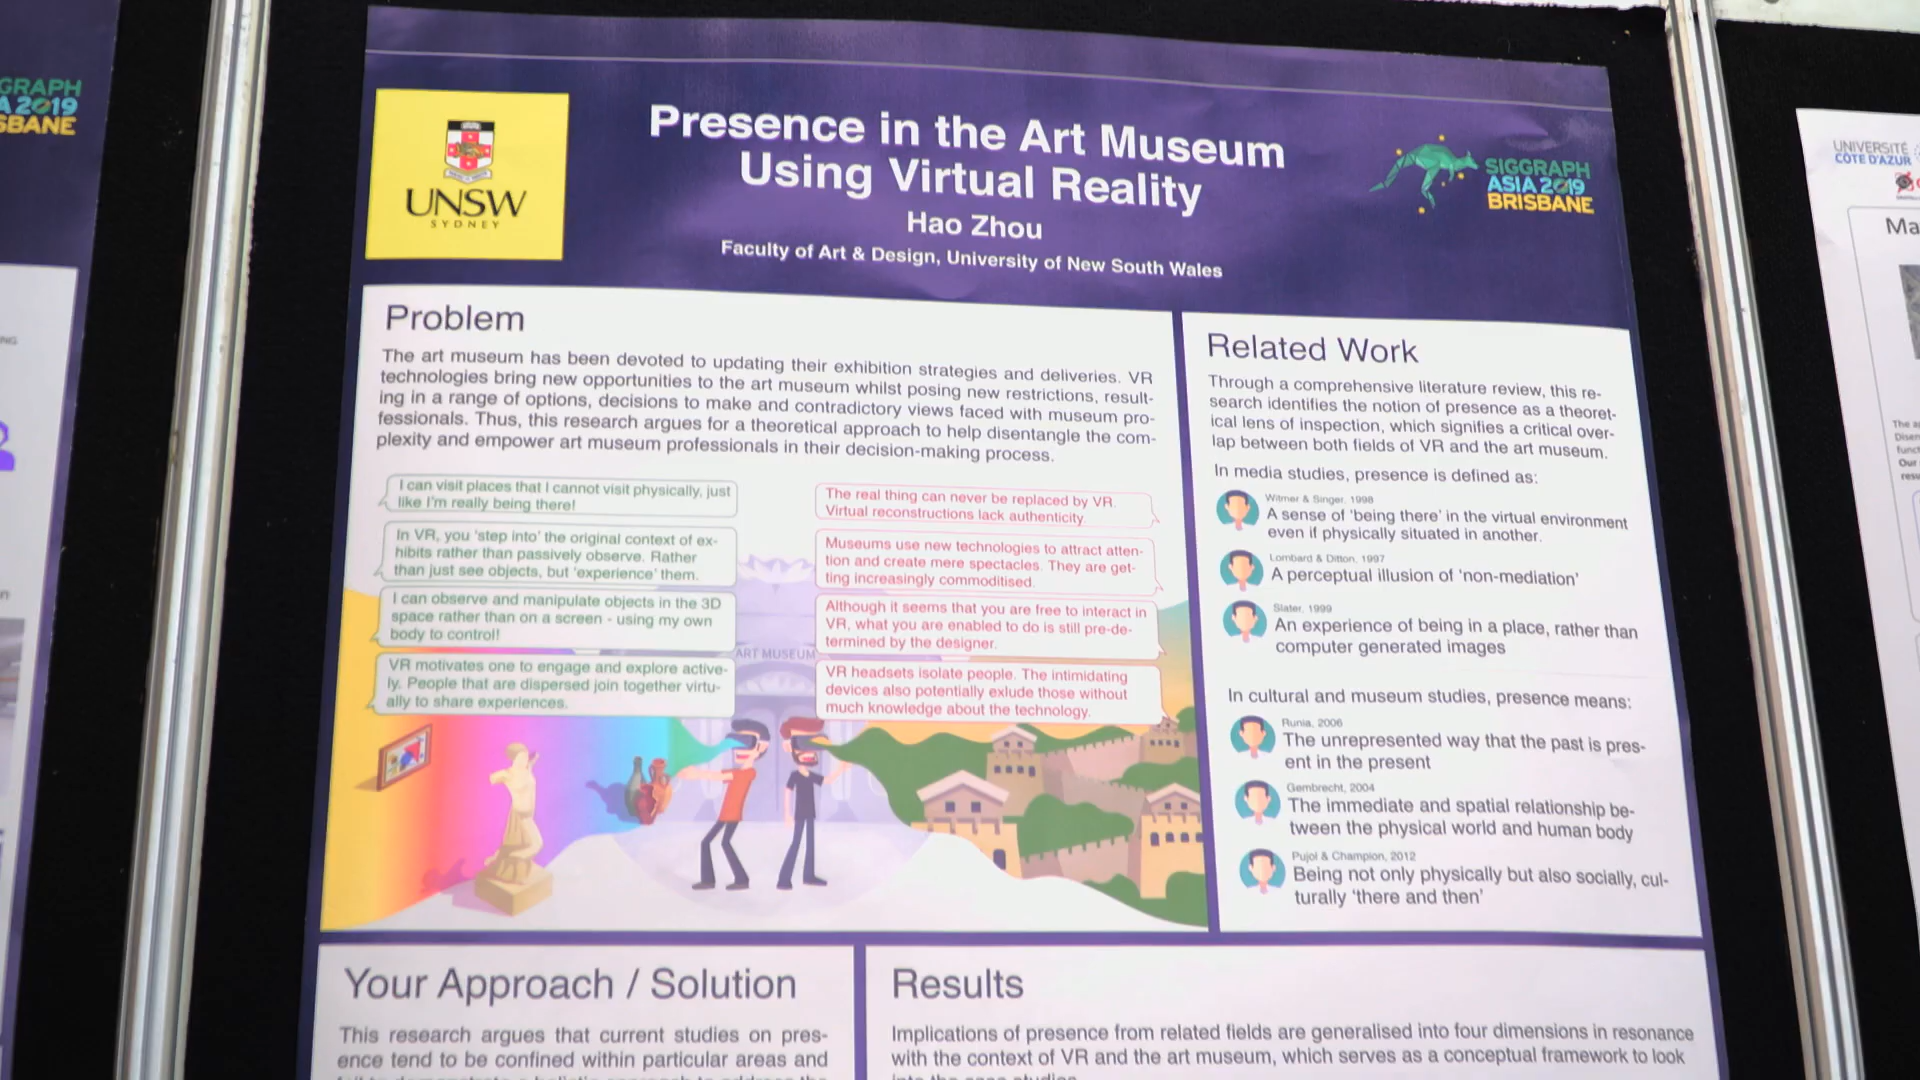 GRAPH
A 2019
SBANE
UNSW
SYDNEY
Presence in the Art Museum
Using Virtual Reality
Hao Zhou
Faculty of Art & Design, University of New South Wales
SIGGRAPH
ASIA 2019
BRISBANE
Problem
The art museum has been devoted to updating their exhibition strategies and deliveries. VR
technologies bring new opportunities to the art museum whilst posing new restrictions, result-
ing in a range of options, decisions to make and contradictory views faced with museum pro-
fessionals. Thus, this research argues for a theoretical approach to help disentangle the com-
plexity and empower art museum professionals in their decision-making process.
I can visit places that I cannot visit physically, just
like I'm really being there!
In VR, you 'step into' the original context of ex-
hibits rather than passively observe. Rather
than just see objects, but 'experience' them.
I can observe and manipulate objects in the 3D
space rather than on a screen - using my own
body to control!
VR motivates one to engage and explore active-
ly. People that are dispersed join together virtu-
ally to share experiences.
The real thing can never be replaced by VR.
Virtual reconstructions lack authenticity.
Museums use new technologies to attract atten-
tion and create mere spectacles. They are get-
ting increasingly commoditised.
Although it seems that you are free to interact in
VR, what you are enabled to do is still pre-de-
termined by the designer.
VR headsets isolate people. The intimidating
devices also potentially exlude those without
much knowledge about the technology.
ART MUSEUM
Related Work
Through a comprehensive literature review, this re-
search identifies the notion of presence as a theoret-
ical lens of inspection, which signifies a critical over-
lap between both fields of VR and the art museum.
In media studies, presence is defined as:
Witmer & Singer, 1998
A sense of 'being there' in the virtual environment
even if physically situated in another.
Lombard & Ditton, 1997
A perceptual illusion of 'non-mediation'
Slater, 1999
An experience of being in a place, rather than
computer generated images
In cultural and museum studies, presence means:
Runia, 2006
The unrepresented way that the past is pres-
ent in the present
Gembrecht, 2004
The immediate and spatial relationship be-
tween the physical world and human body
Pujol & Champion, 2012
Being not only physically but also socially, cul-
turally 'there and then'
Your Approach / Solution
This research argues that current studies on pres-
ence tend to be confined within particular areas and
Results
Implications of presence from related fields are generalised into four dimensions in resonance
with the context of VR and the art museum, which serves as a conceptual framework to look
UNIVERSITÉ
CÔTE D'AZUR
Ma